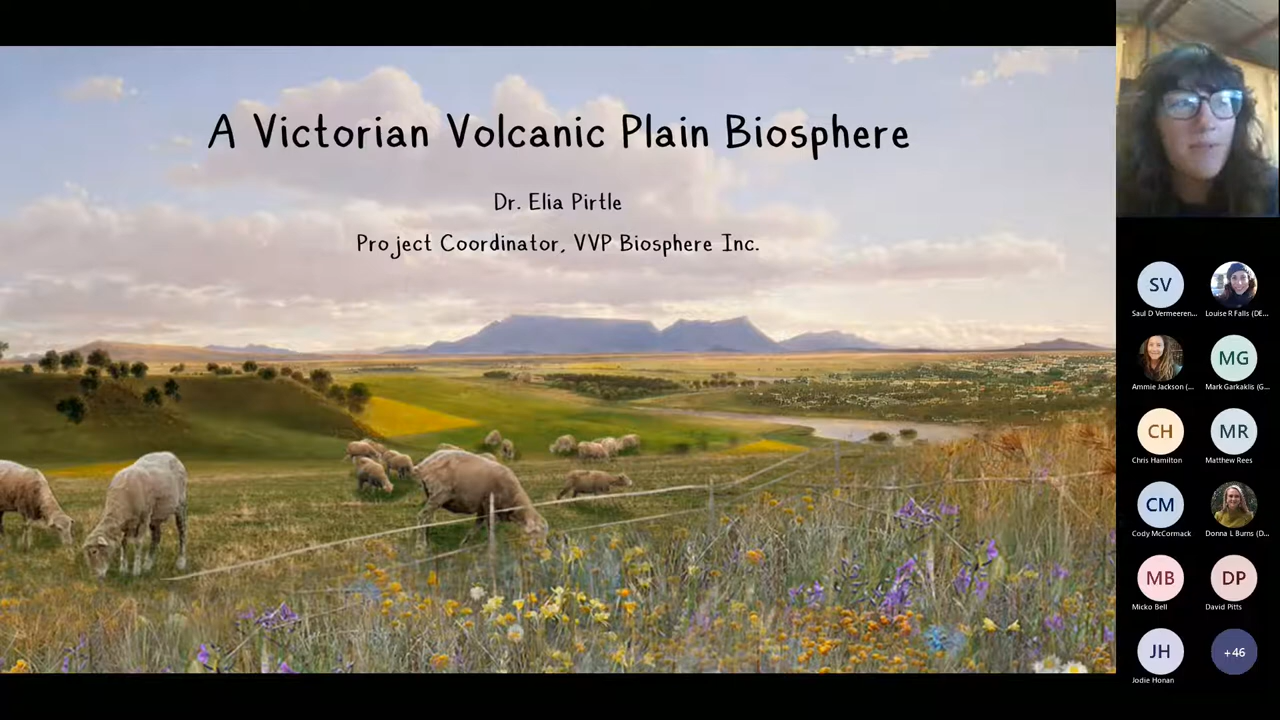 A Victorian Volcanic Plain Biosphere
Dr. Elia Pirtle
Project Coordinator, VVP Biosphere Inc.
SV
Saul D Vermeeren...
Louise R Falls (DE...
Ammie Jackson (...
MG
Mark Garkaklis (G...
CH
Chris Hamilton
MR
Matthew Rees
CM
Cody McCormack
Donna L Burns (D...
MB
Micko Bell
DP
David Pitts
JH
Jodie Honan
+46